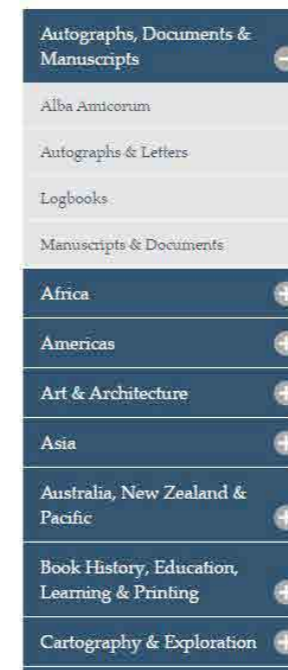 Autographs, Documents &
Manuscripts
Alba Amicorum
Autographs & Letters
Logbooks
Manuscripts & Documents
Africa
Americas
Art & Architecture
Asia
Australia, New Zealand &
Pacific
Book History, Education,
Learning & Printing
Cartography & Exploration